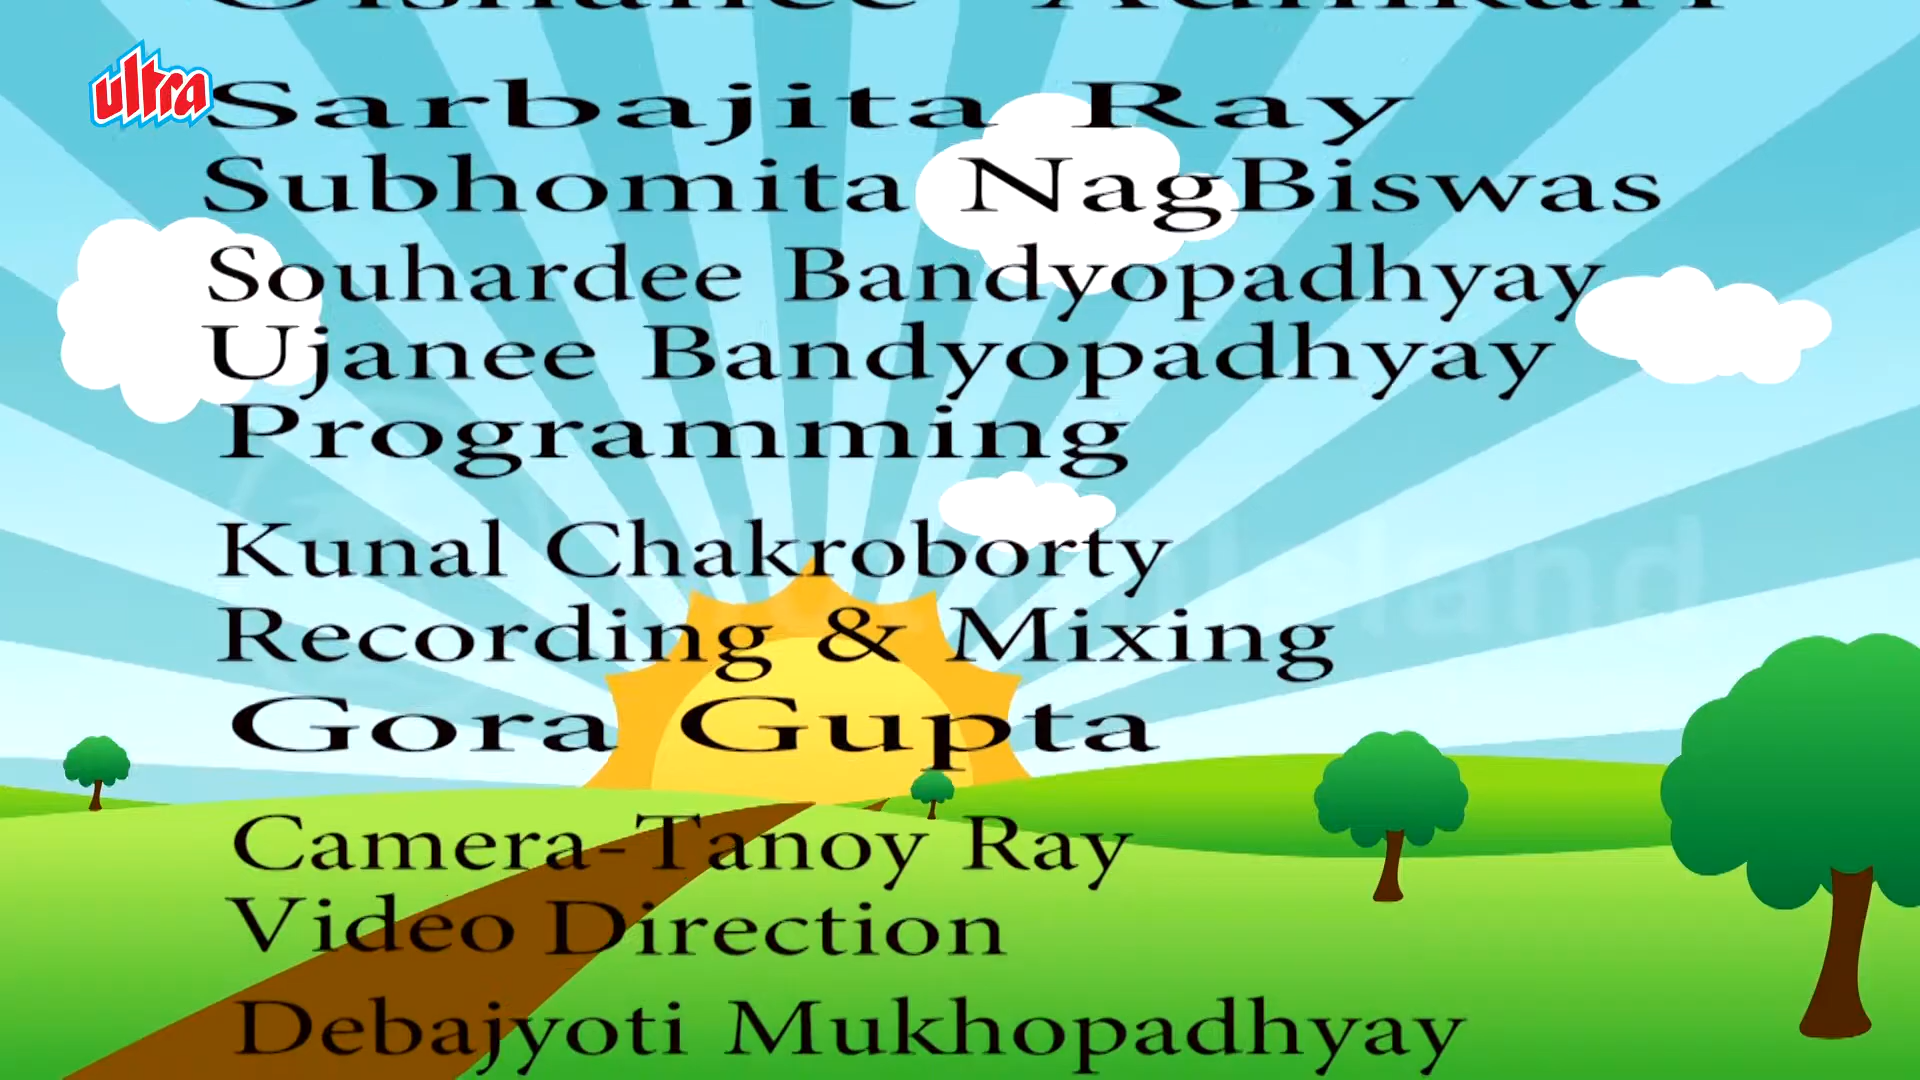 ultra
Sarbajita Ray
Subhomita NagBiswas
Souhardee Bandyopadhyay
Ujanee Bandyopadhyay
Programming
Kunal Chakroborty
Recording & Mixing
Gora Gupta
Camera-Tanoy Ray
Video Direction
Debajyoti Mukhopadhyay